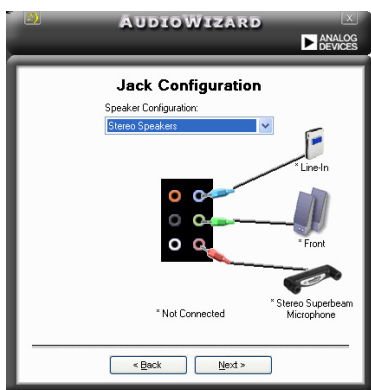 AUDIOWIZARD
ANALOG
DEVICES
Jack Configuration
Speaker Configuration:
Stereo Speakers
* Line-In
* Front
* Not Connected
* Stereo Superbeam
Microphone
< Back
Next >